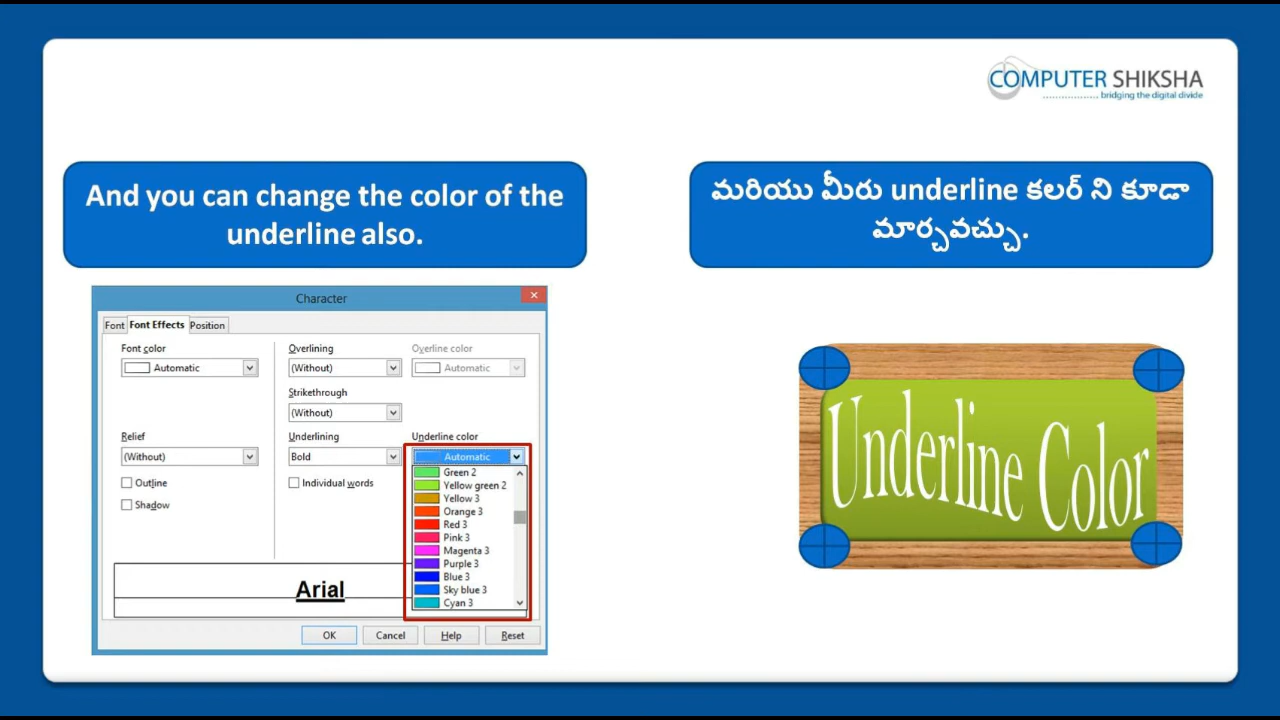 COMPUTER SHIKSHA
bridging the digital divide
And you can change the color of the
underline also.
మరియు మీరు underline కలర్ ని కూడా
మార్చవచ్చు.
Character
Font Font Effects Position
Font color Overlining Overline color
Automatic (Without) Automatic
Strikethrough
(Without)
Relief Underlining Underline color
(Without) Bold Automatic
Outline Individual words
Shadow
Green 2
Yellow green 2
Yellow 3
Orange 3
Red 3
Pink 3
Magenta 3
Purple 3
Blue 3
Sky blue 3
Cyan 3
Arial
OK Cancel Help Reset
Underline Color